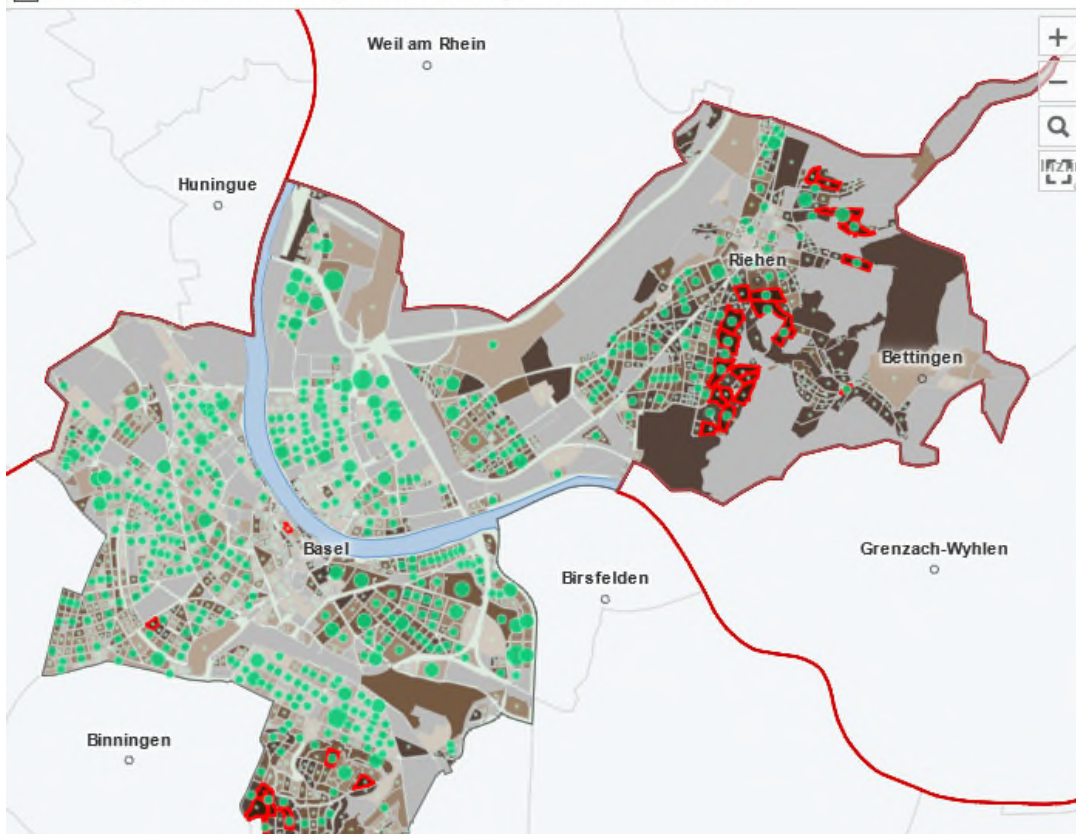 Weil am Rhein
Huningue
Riehen
Bettingen
Basel
Grenzach-Wyhlen
Birsfelden
Binningen